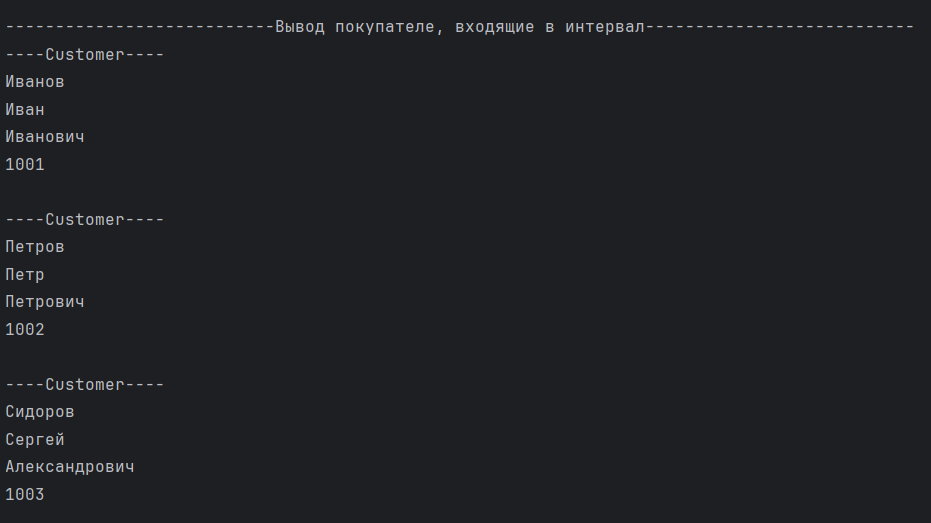 ---------------------------Вывод покупателе, входящие в интервал---------------------------
----Customer----
Иванов
Иван
Иванович
1001
----Customer----
Петров
Петр
Петрович
1002
----Customer----
Сидоров
Сергей
Александрович
1003